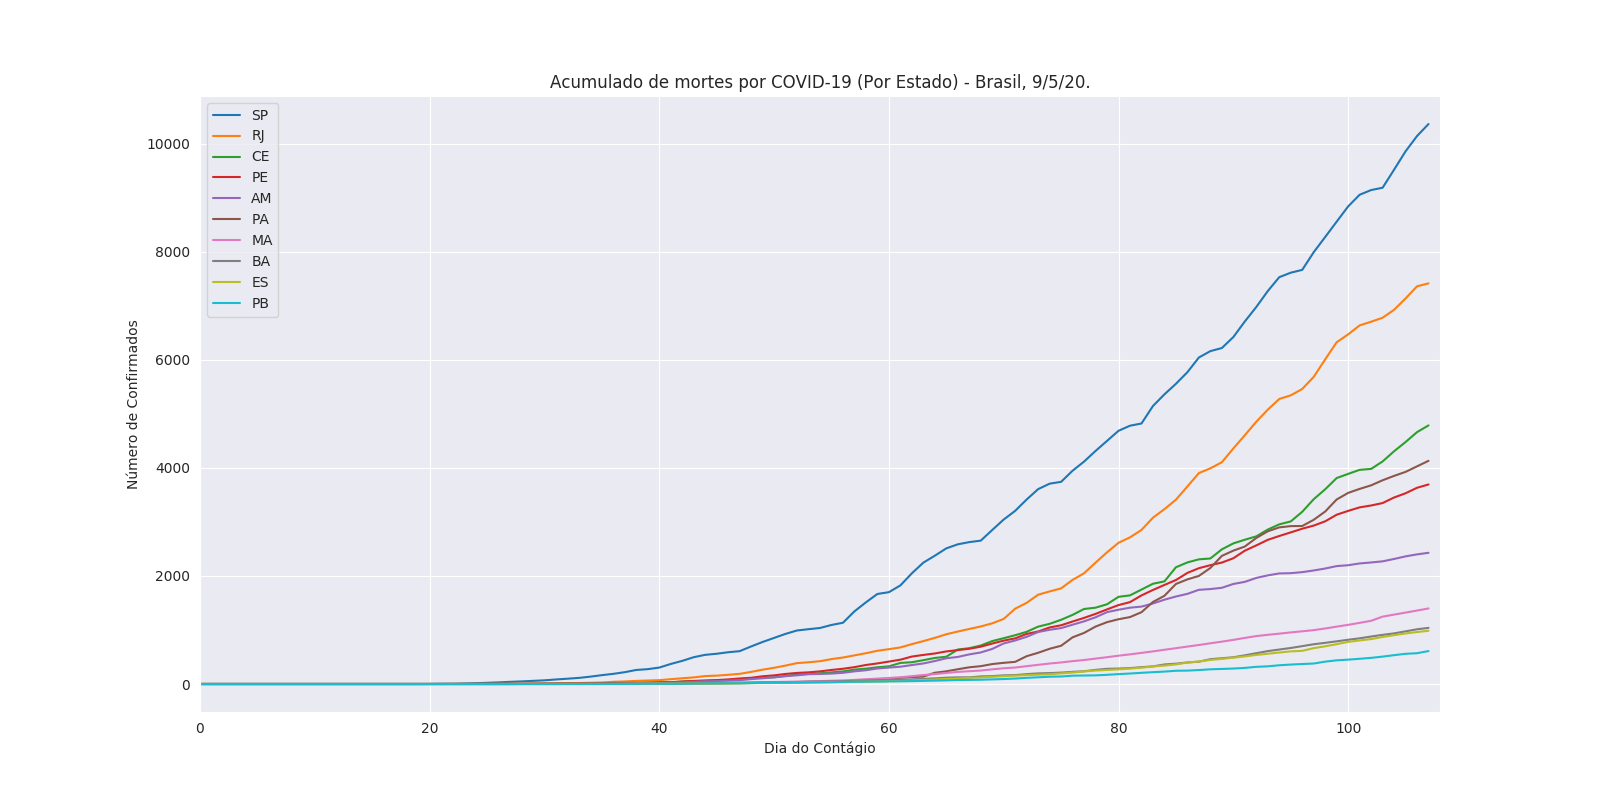 Acumulado de mortes por COVID-19 (Por Estado) - Brasil, 9/5/20.
SP
RJ
CE
PE
AM
PA
MA
BA
ES
PB
10000
8000
6000
4000
2000
0
Número de Confirmados
0 20 40 60 80 100
Dia do Contágio